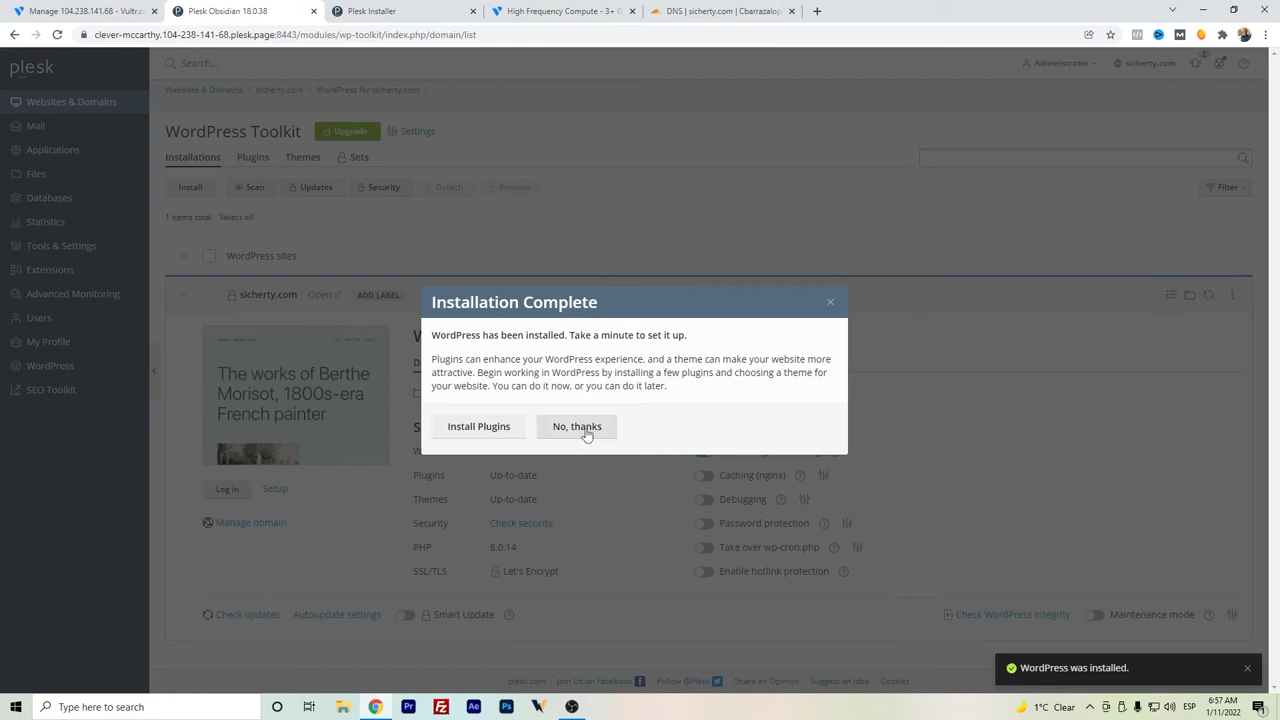 Manage 104.238.141.68 - Vultr.c
Plesk Obsidian 18.0.38
Plesk Installer
High Frequency Compute - 3+ G
DNS | sicherty.com | Cbarrazalop
clever-mccarthy.104-238-141-68.plesk.page:8443/modules/wp-toolkit/index.php/domain/list
plesk
Search...
Administrator
sicherty.com
2
Websites & Domains
Mail
Applications
Files
Databases
Statistics
Tools & Settings
Extensions
Advanced Monitoring
Users
My Profile
WordPress
SEO Toolkit
Websites & Domains
sicherty.com
WordPress for sicherty.com
WordPress Toolkit
Upgrade
Settings
Installations
Plugins
Themes
Sets
Install
Scan
Updates
Security
Detach
Remove
Filter
1 items total
Select all
WordPress sites
sicherty.com
Open
ADD LABEL
The works of Berthe
Morisot, 1800s-era
French painter
Log in
Setup
Manage domain
Installation Complete
WordPress has been installed. Take a minute to set it up.
Plugins can enhance your WordPress experience, and a theme can make your website more
attractive. Begin working in WordPress by installing a few plugins and choosing a theme for
your website. You can do it now, or you can do it later.
Install Plugins
No, thanks
Plugins
Up-to-date
Caching (nginx)
Themes
Up-to-date
Debugging
Security
Check security
Password protection
PHP
8.0.14
Take over wp-cron.php
SSL/TLS
Let's Encrypt
Enable hotlink protection
Check updates
Autoupdate settings
Smart Update
Check WordPress Integrity
Maintenance mode
WordPress was installed.
plesk.com
Join Us on Facebook
Follow @Plesk
Share an Opinion
Suggest an Idea
Cookies
Type here to search
1°C Clear
ESP
6:57 AM
1/11/2022